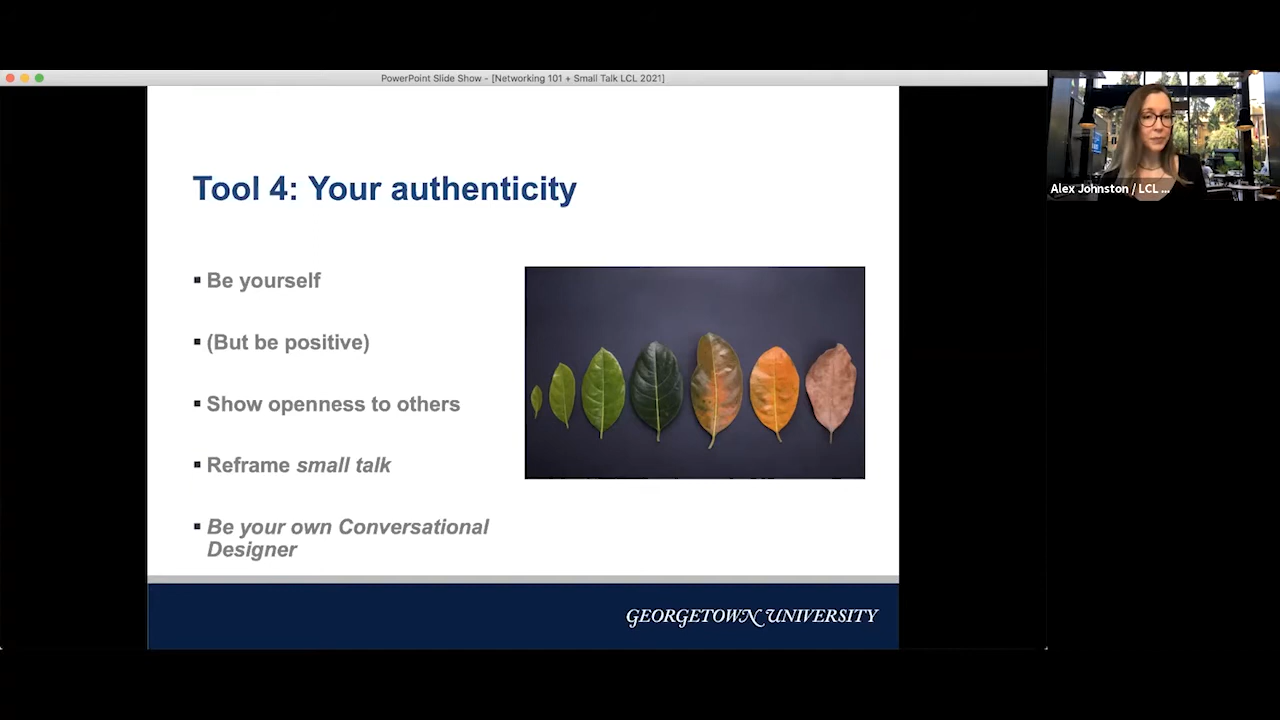 PowerPoint Slide Show - [Networking 101 + Small Talk LCL 2021]
Tool 4: Your authenticity
Be yourself
(But be positive)
Show openness to others
Reframe small talk
Be your own Conversational
Designer
GEORGETOWN UNIVERSITY
Alex Johnston / LCL ...